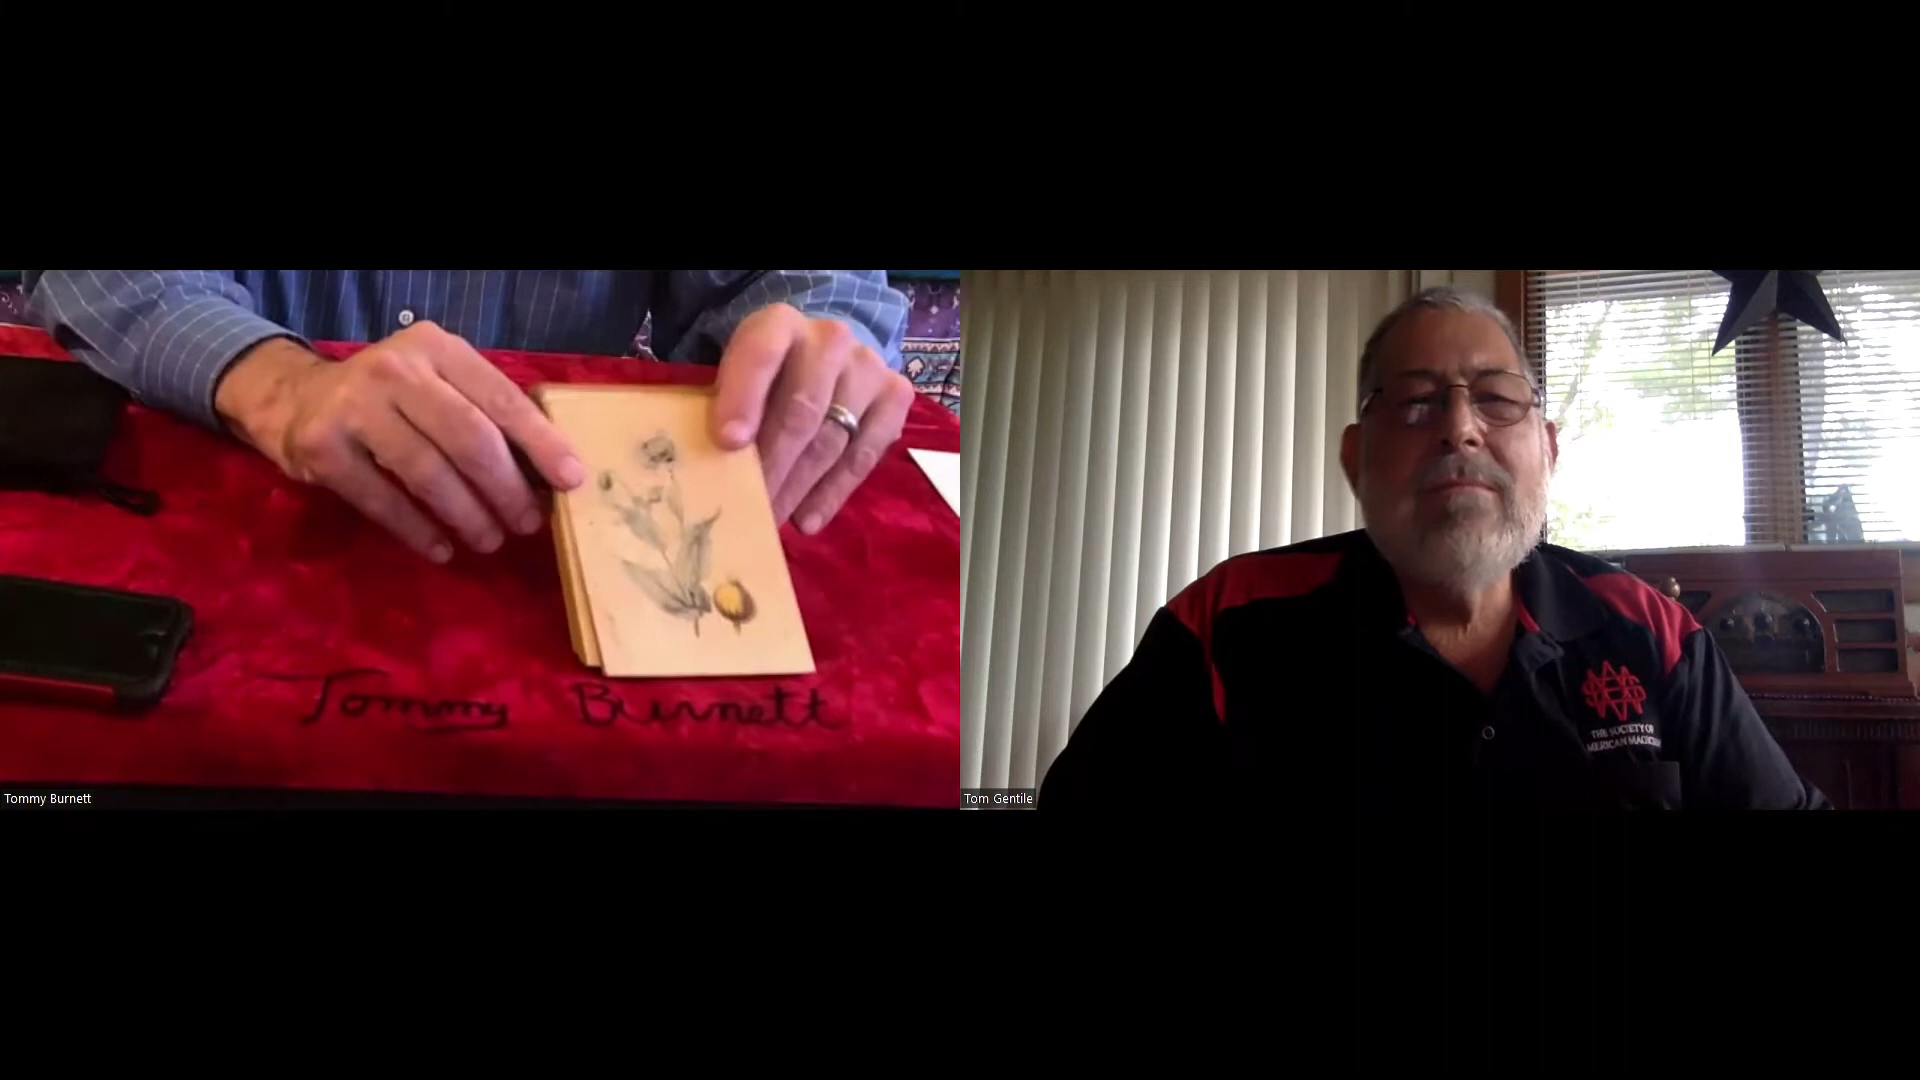 Tommy Burnett
Tommy Burnett
Tom Gentile
THE SOCIETY OF
AMERICAN MAGICIANS